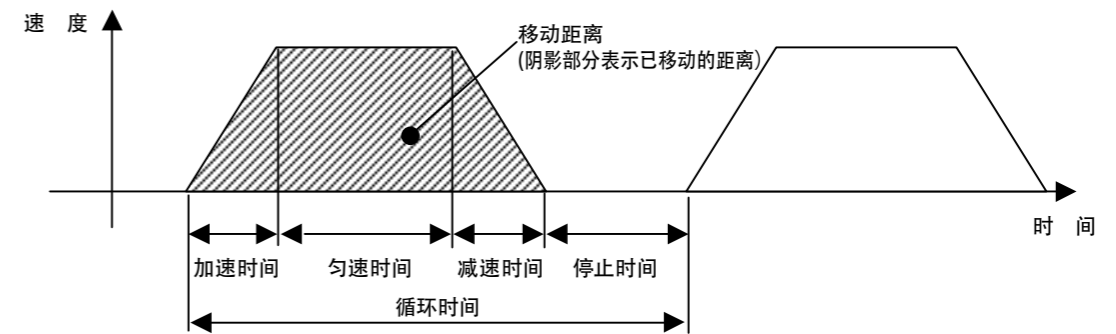 速 度
移动距离
(阴影部分表示已移动的距离)
时 间
加速时间
匀速时间
减速时间
停止时间
循环时间